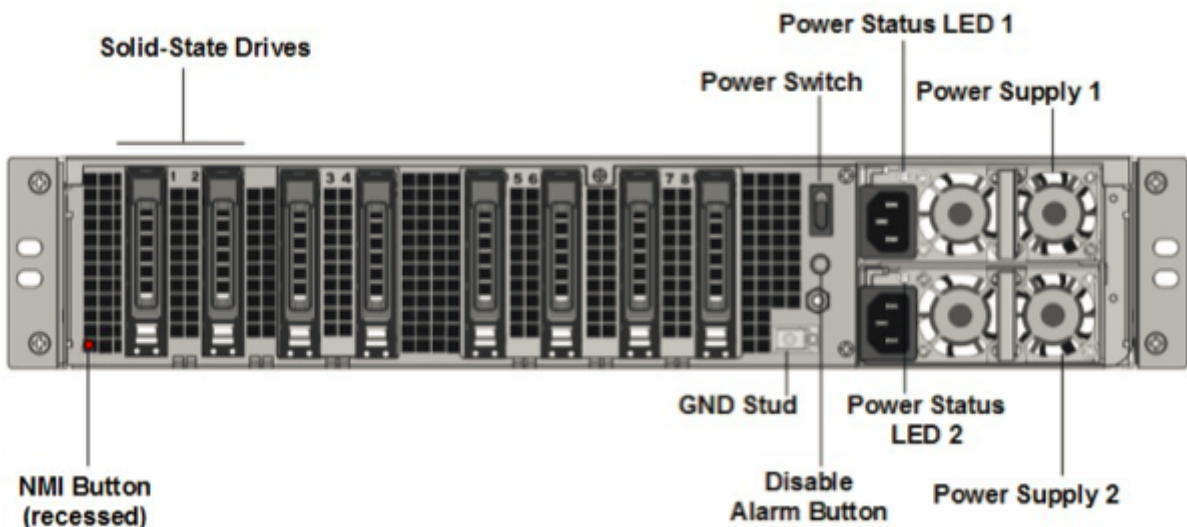 Power Status LED 1
Solid-State Drives
Power Switch
Power Supply 1
1 2
3 4
5 6
7 8
GND Stud
Power Status
LED 2
NMI Button
(recessed)
Disable
Alarm Button
Power Supply 2